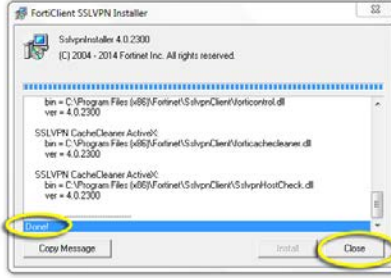 FortiClient SSLVPN Installer
SslvpnInstaller 4.0.2300
(C) 2004 - 2014 Fortinet Inc. All rights reserved.
bin = C:\Program Files (x86)\Fortinet\SslvpnClient\forticontrol.dll
ver = 4.0.2300
SSLVPN CacheCleaner ActiveX:
bin = C:\Program Files (x86)\Fortinet\SslvpnClient\forticachecleaner.dll
ver = 4.0.2300
SSLVPN CacheCleaner ActiveX:
bin = C:\Program Files (x86)\Fortinet\SslvpnClient\SslvpnHostCheck.dll
ver = 4.0.2300
Done!
Copy Message Install Close